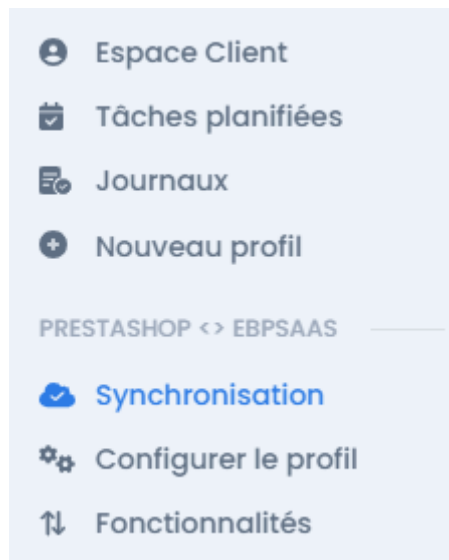 Espace Client
Tâches planifiées
Journaux
Nouveau profil
PRESTASHOP <> EBPSAAS
Synchronisation
Configurer le profil
Fonctionnalités